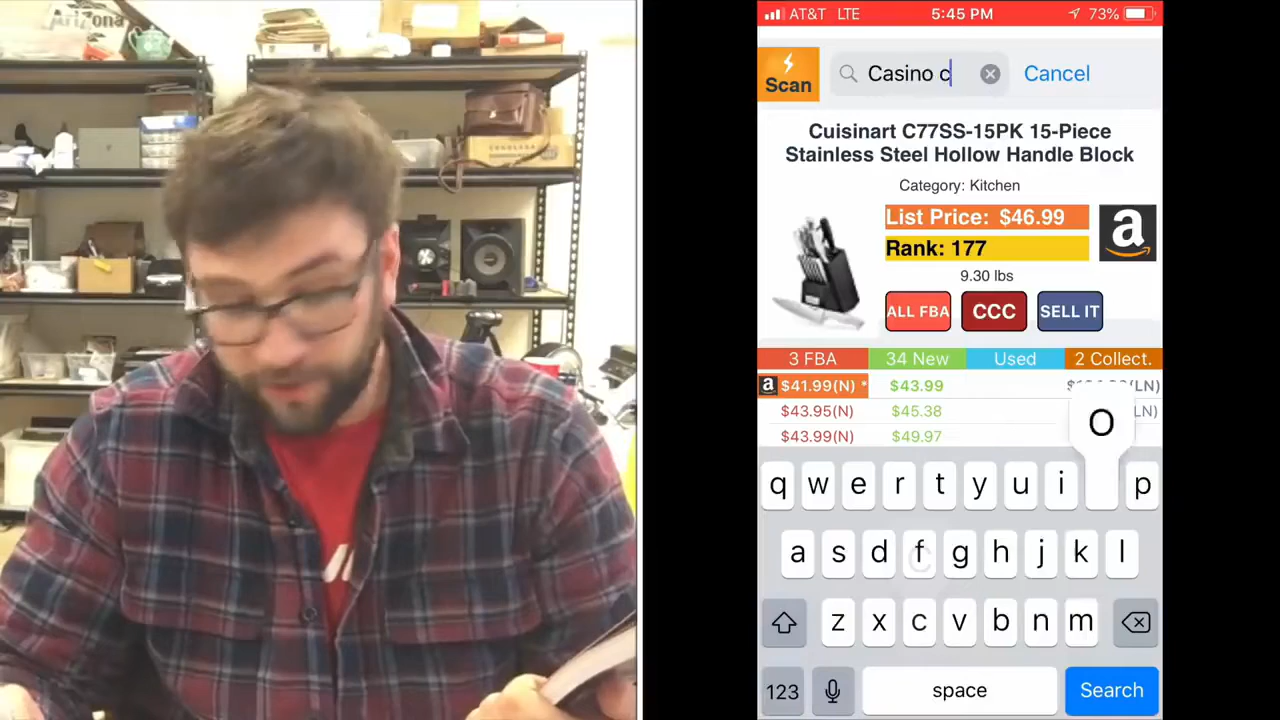 Arizona
AT&T LTE 5:45 PM 73%
Scan
Casino c
Cancel
Cuisinart C77SS-15PK 15-Piece
Stainless Steel Hollow Handle Block
Category: Kitchen
List Price: $46.99
a
Rank: 177
9.30 lbs
ALL FBA CCC SELL IT
3 FBA 34 New Used 2 Collect.
a $41.99(N) * $43.99 (LN)
$43.95(N) $45.38 LN)
$43.99(N) $49.97
O
q w e r t y u i p
a s d f g h j k l
z x c v b n m
123 space Search